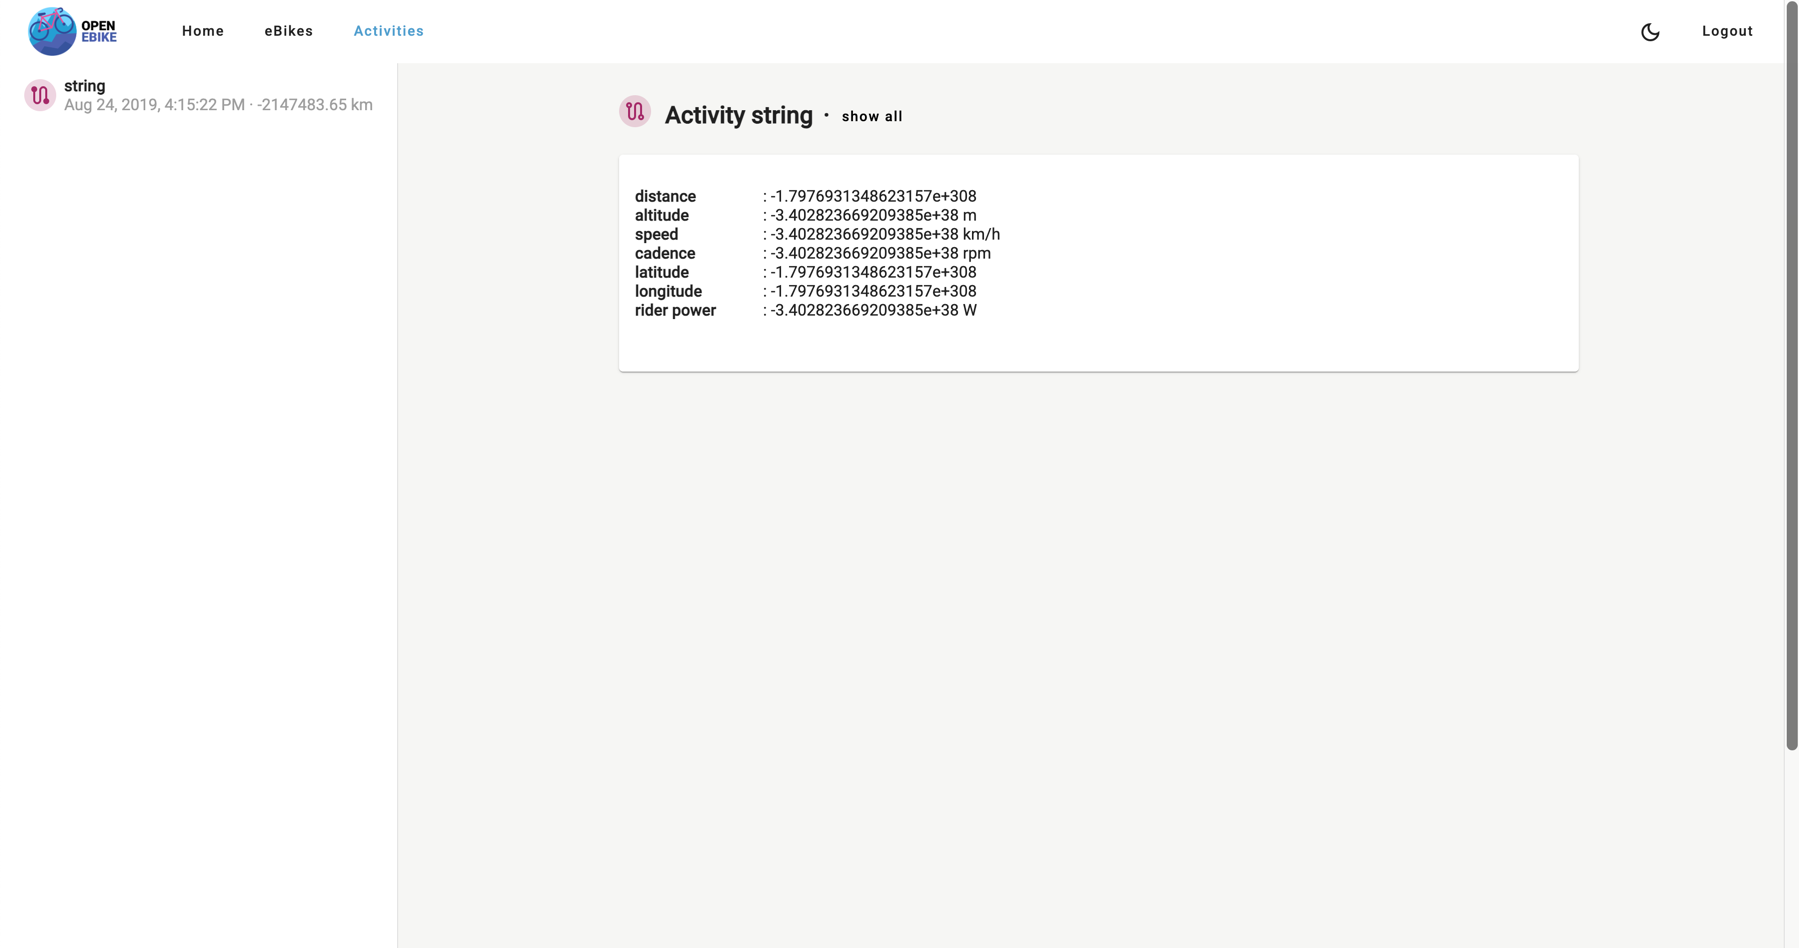 OPEN
EBIKE
Home
eBikes
Activities
Logout
string
Aug 24, 2019, 4:15:22 PM · -2147483.65 km
Activity string · show all
distance : -1.7976931348623157e+308
altitude : -3.402823669209385e+38 m
speed : -3.402823669209385e+38 km/h
cadence : -3.402823669209385e+38 rpm
latitude : -1.7976931348623157e+308
longitude : -1.7976931348623157e+308
rider power : -3.402823669209385e+38 W